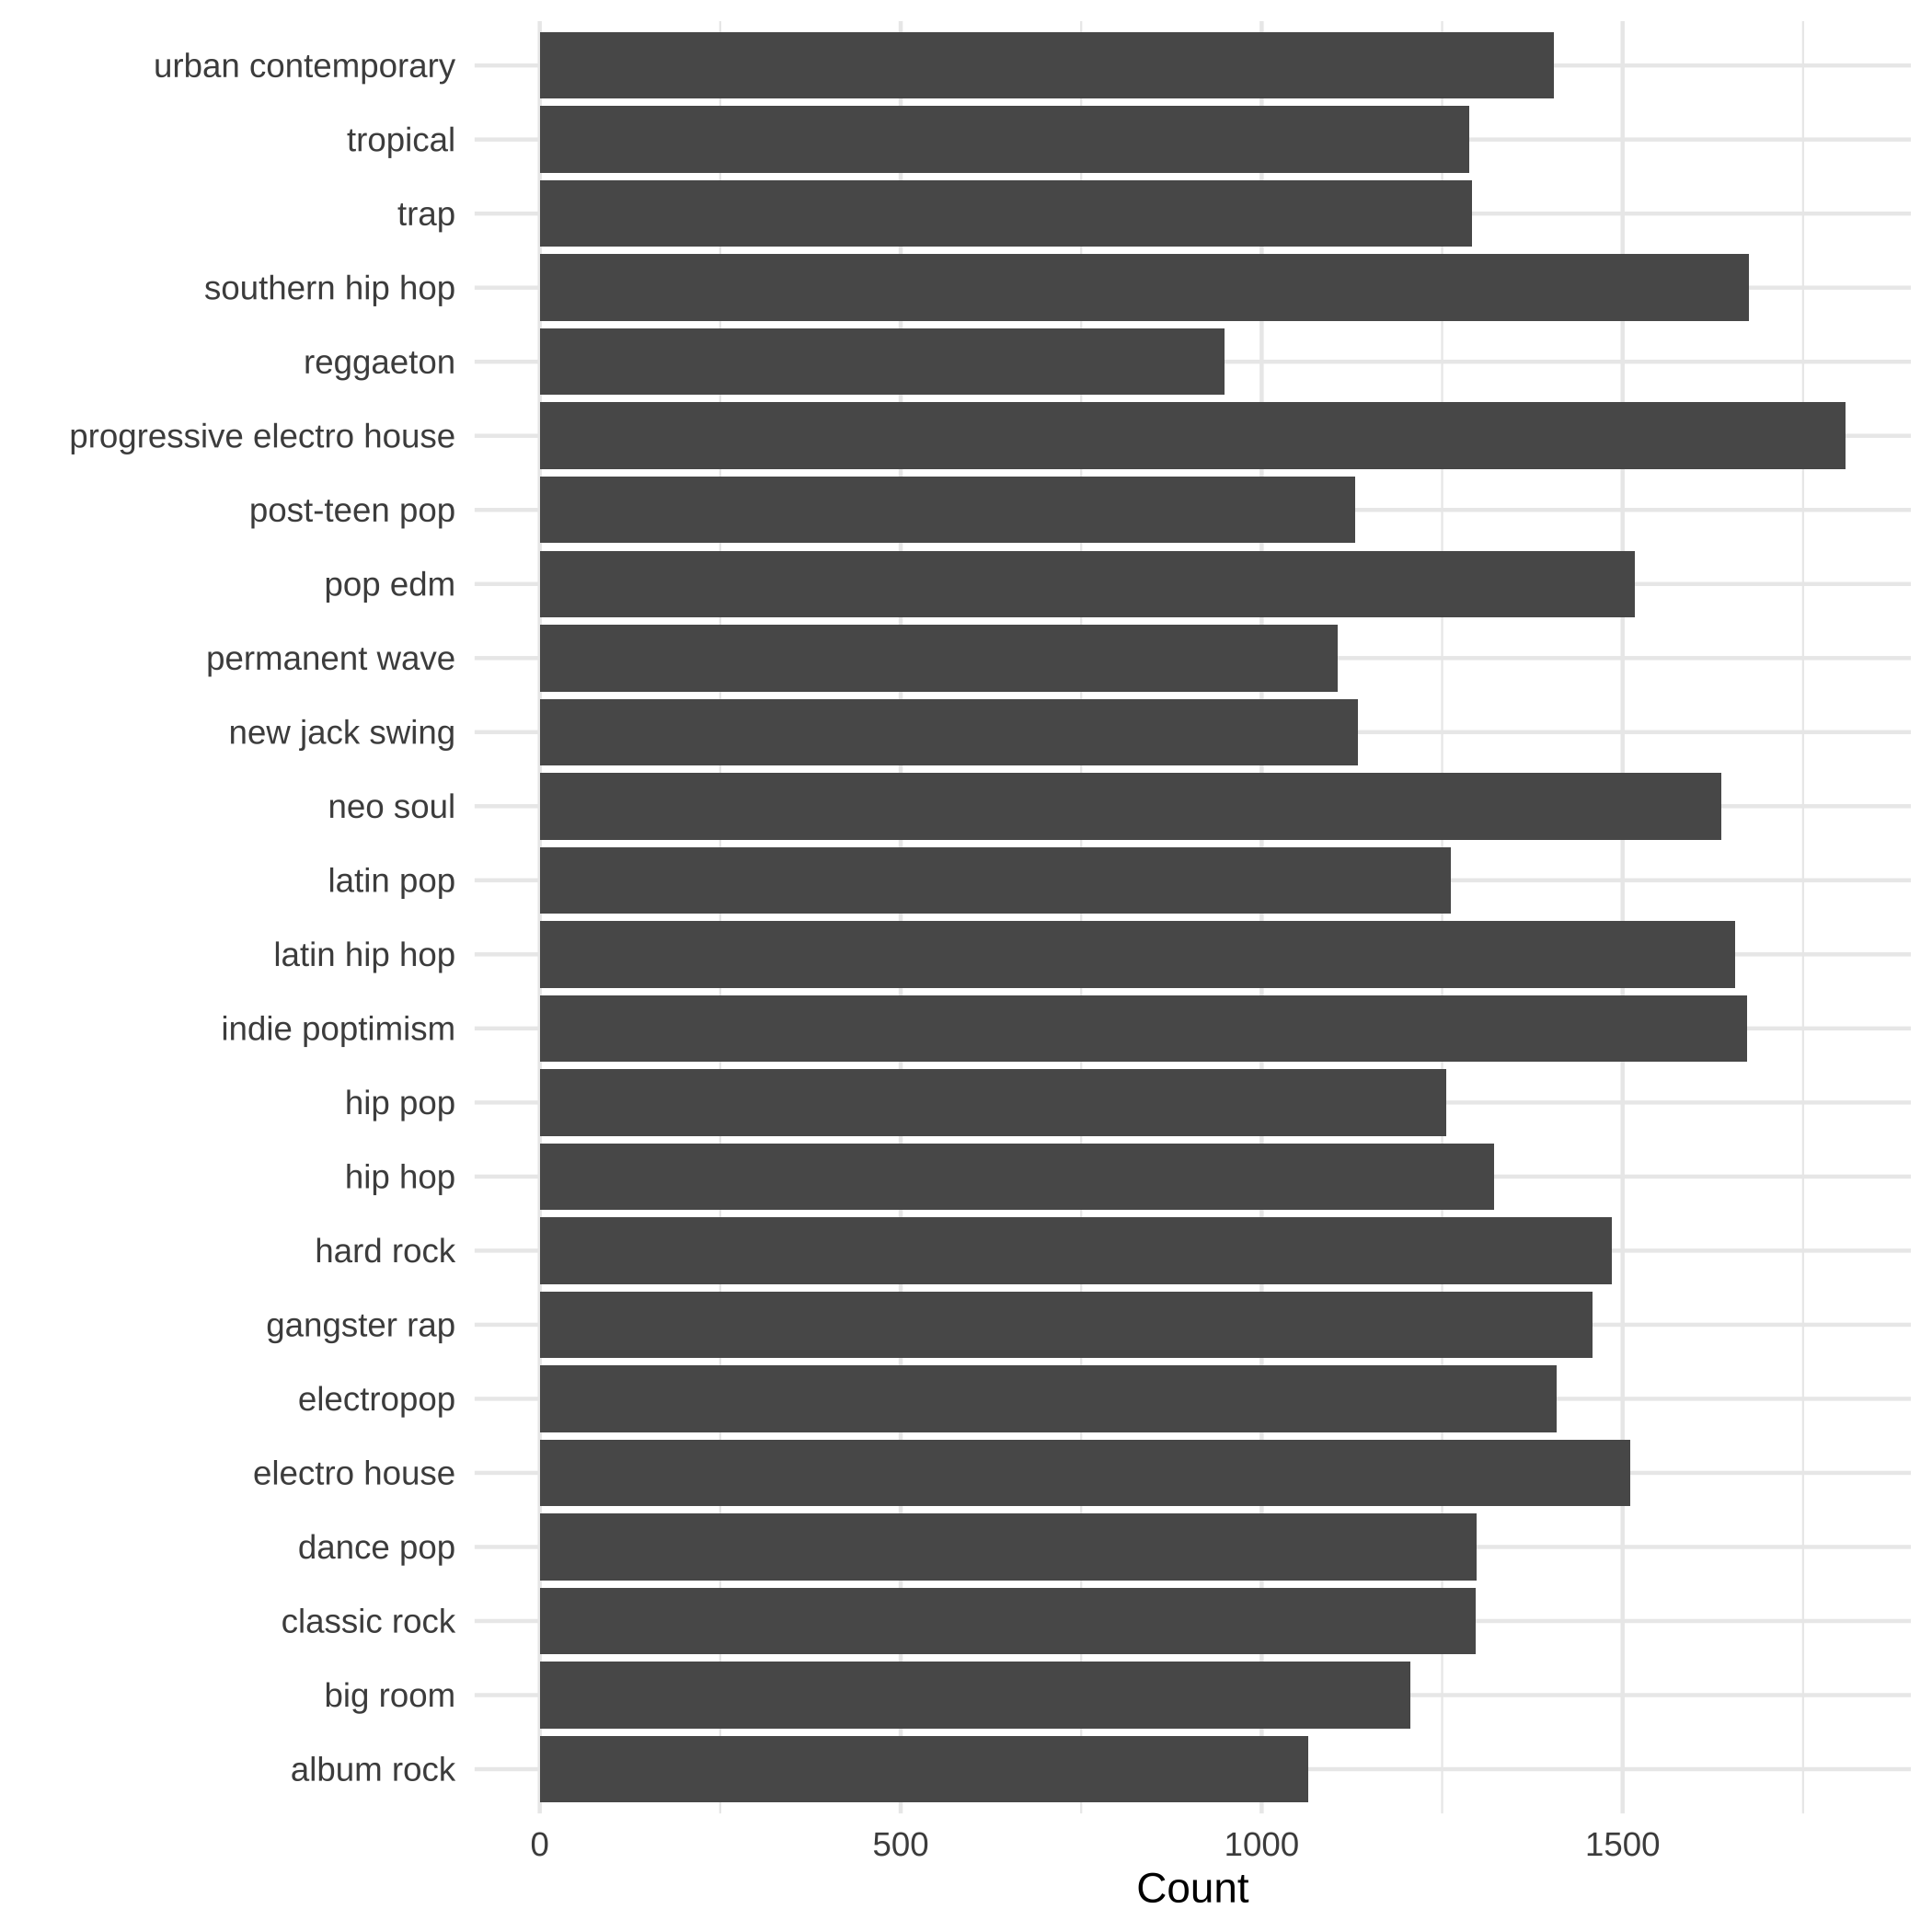 urban contemporary
tropical
trap
southern hip hop
reggaeton
progressive electro house
post-teen pop
pop edm
permanent wave
new jack swing
neo soul
latin pop
latin hip hop
indie poptimism
hip pop
hip hop
hard rock
gangster rap
electropop
electro house
dance pop
classic rock
big room
album rock
0 500 1000 1500
Count